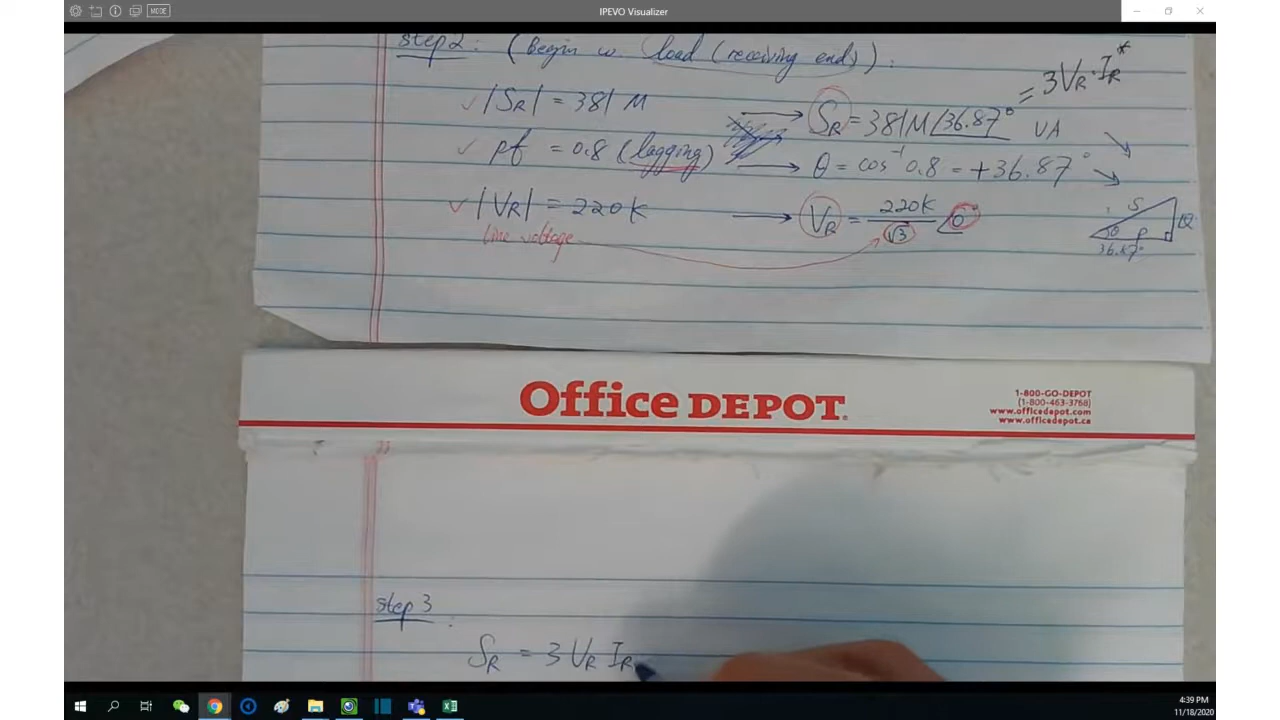 IPEVO Visualizer
MODE
step2: (Begin w. load (receiving end)).
|SR| = 381 M → SR = 381M∠36.87° VA = 3VR·IR*
pf = 0.8 (lagging) → θ = cos⁻¹ 0.8 = +36.87°
|VR| = 220k → VR = 220k/√3 ∠0°
line voltage
S
θ P Q
36.87°
Office DEPOT.
1-800-GO-DEPOT
(1-800-463-3768)
www.officedepot.com
www.officedepot.ca
step 3 :
SR = 3 VR IR
4:39 PM
11/18/2020